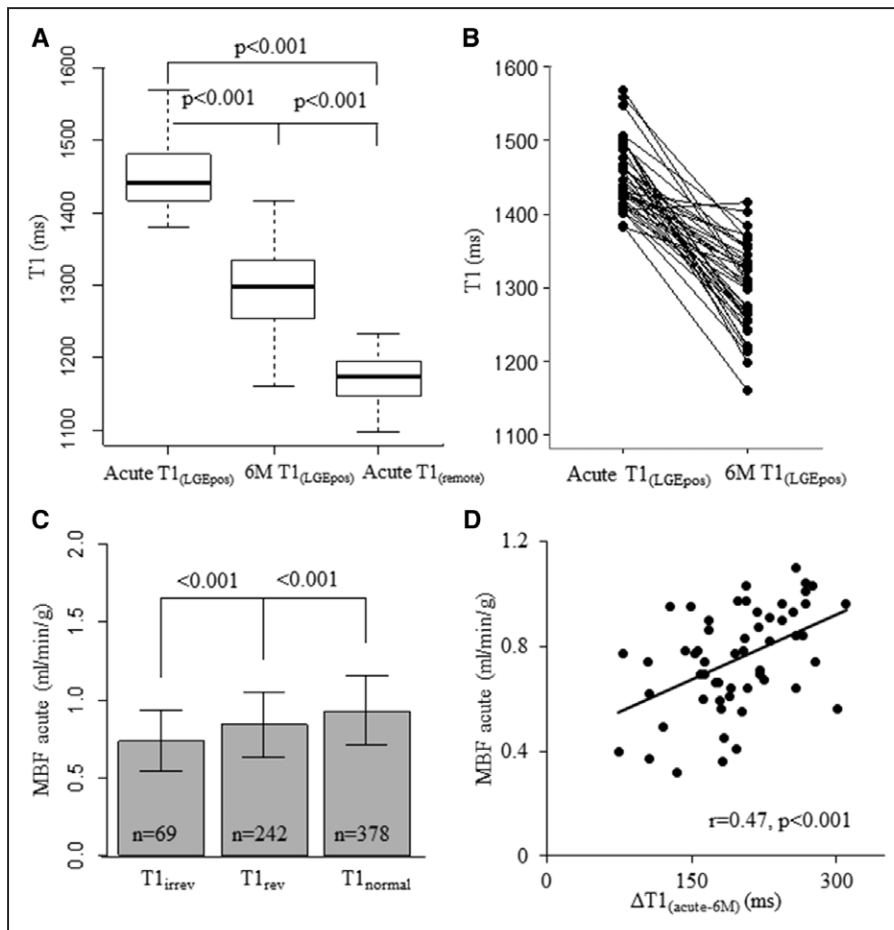 A
p<0.001
p<0.001 p<0.001
1600
1500
1400
1300
1200
1100
T1 (ms)
Acute T1(LGEpos) 6M T1(LGEpos) Acute T1(remote)
B
1600
1500
1400
1300
1200
1100
T1 (ms)
Acute T1(LGEpos) 6M T1(LGEpos)
C
2.0
1.5
1.0
0.5
0.0
MBF acute (ml/min/g)
<0.001 <0.001
n=69 n=242 n=378
T1irrev T1rev T1normal
D
1.2
0.8
0.4
0
MBF acute (ml/min/g)
r=0.47, p<0.001
0 150 300
ΔT1(acute-6M) (ms)